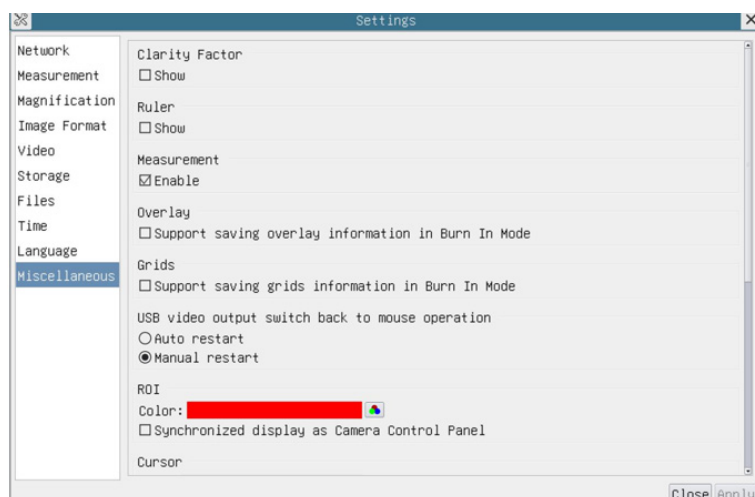 Settings
Network
Measurement
Magnification
Image Format
Video
Storage
Files
Time
Language
Miscellaneous
Clarity Factor
Show
Ruler
Show
Measurement
Enable
Overlay
Support saving overlay information in Burn In Mode
Grids
Support saving grids information in Burn In Mode
USB video output switch back to mouse operation
Auto restart
Manual restart
ROI
Color:
Synchronized display as Camera Control Panel
Cursor
Close Apply